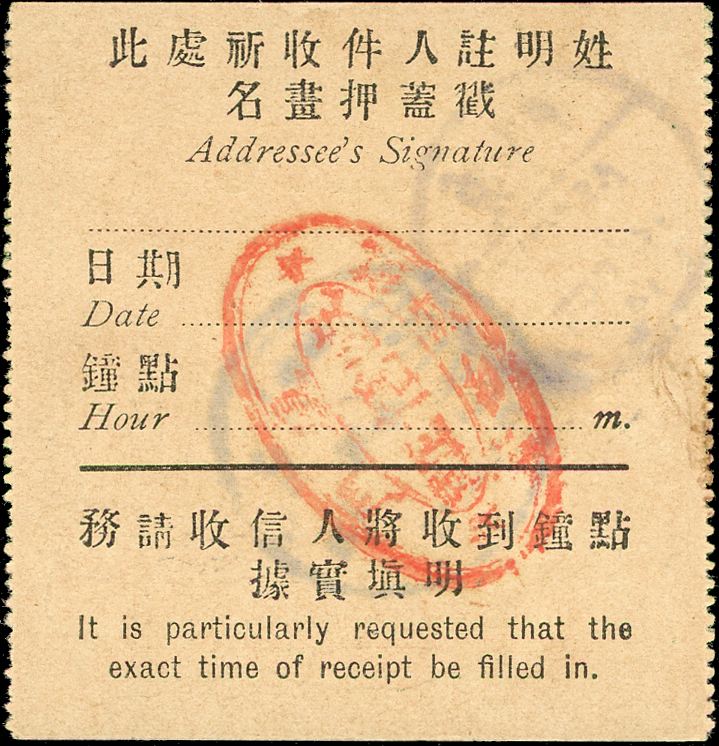 此處祈收件人註明姓
名畫押蓋戳
Addressee's Signature
日期
Date
鐘點
Hour m.
務請收信人將收到鐘點
據實填明
It is particularly requested that the
exact time of receipt be filled in.